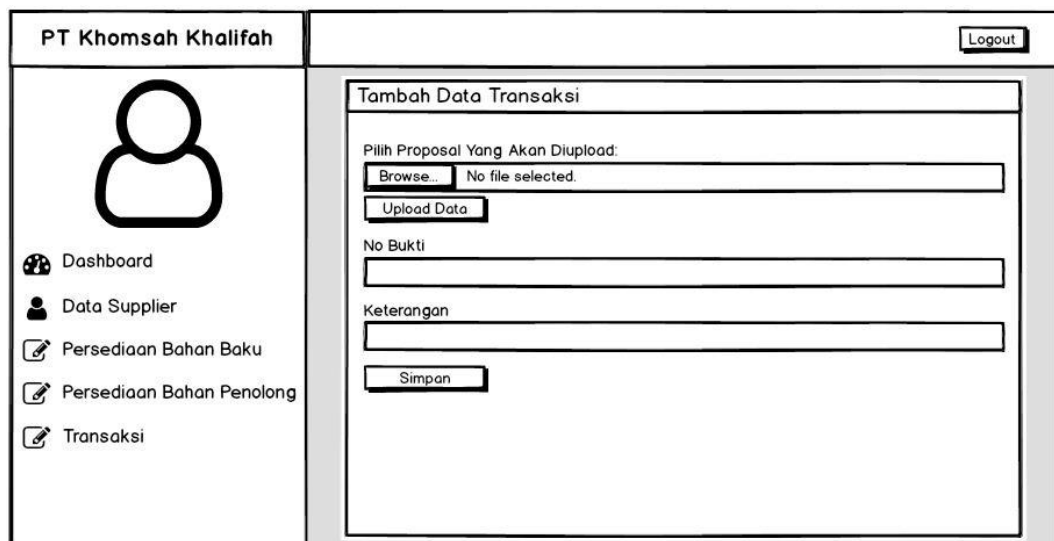 PT Khomsah Khalifah
Logout
Dashboard
Data Supplier
Persediaan Bahan Baku
Persediaan Bahan Penolong
Transaksi
Tambah Data Transaksi
Pilih Proposal Yang Akan Diupload:
Browse... No file selected.
Upload Data
No Bukti
Keterangan
Simpan